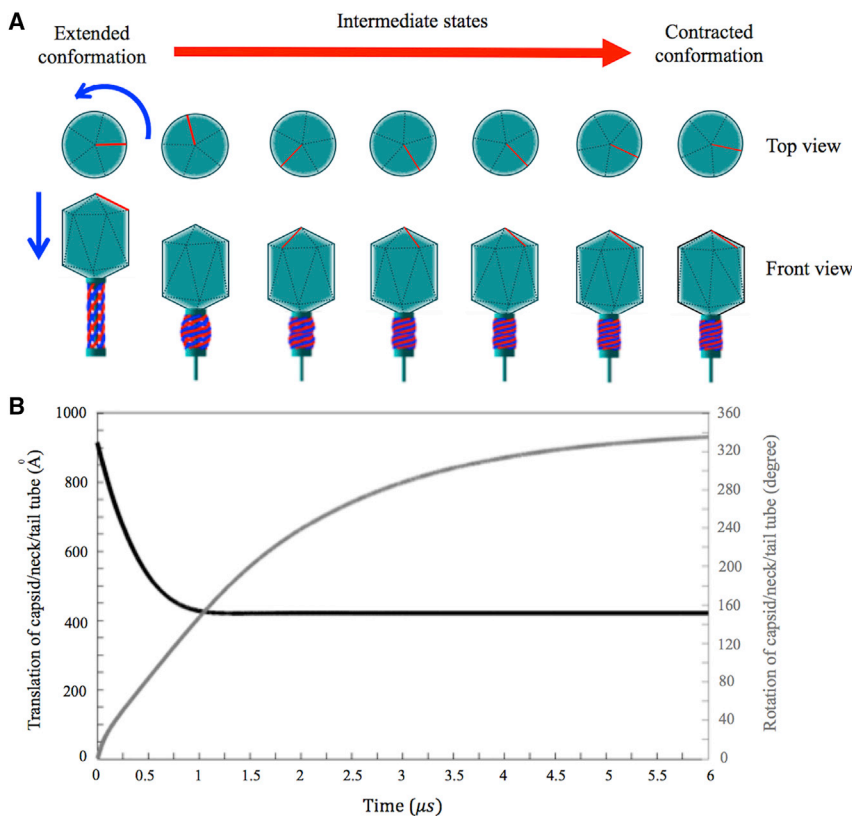 A
Extended
conformation
Intermediate states
Contracted
conformation
Top view
Front view
B
Translation of capsid/neck/tail tube (Å)
1000
800
600
400
200
0
Rotation of capsid/neck/tail tube (degree)
360
320
280
240
200
160
120
80
40
0
0 0.5 1 1.5 2 2.5 3 3.5 4 4.5 5 5.5 6
Time (μs)